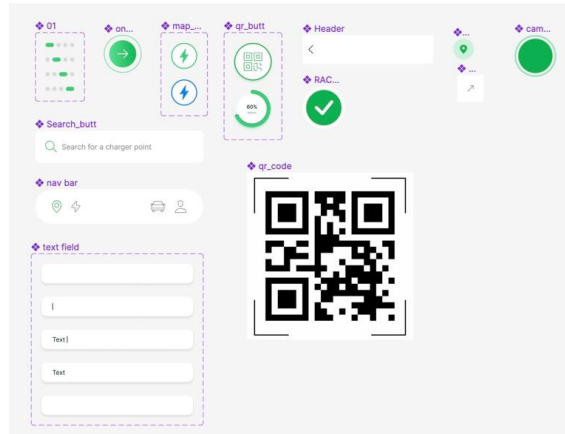 01
on...
map_...
qr_butt
Header
...
cam...
RAC...
...
60%
Search_butt
Search for a charger point
qr_code
nav bar
text field
Text
Text